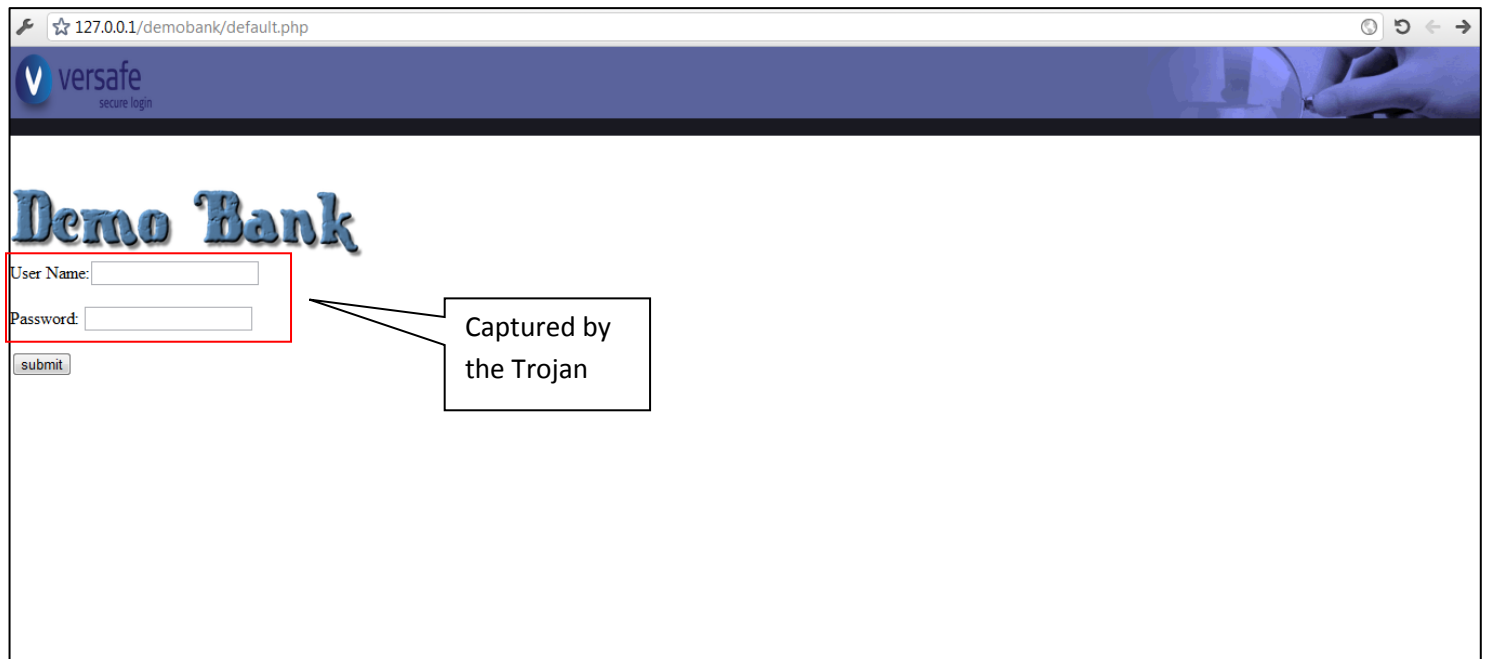 127.0.0.1/demobank/default.php
V versafe
secure login
Demo Bank
User Name:
Password:
submit
Captured by
the Trojan